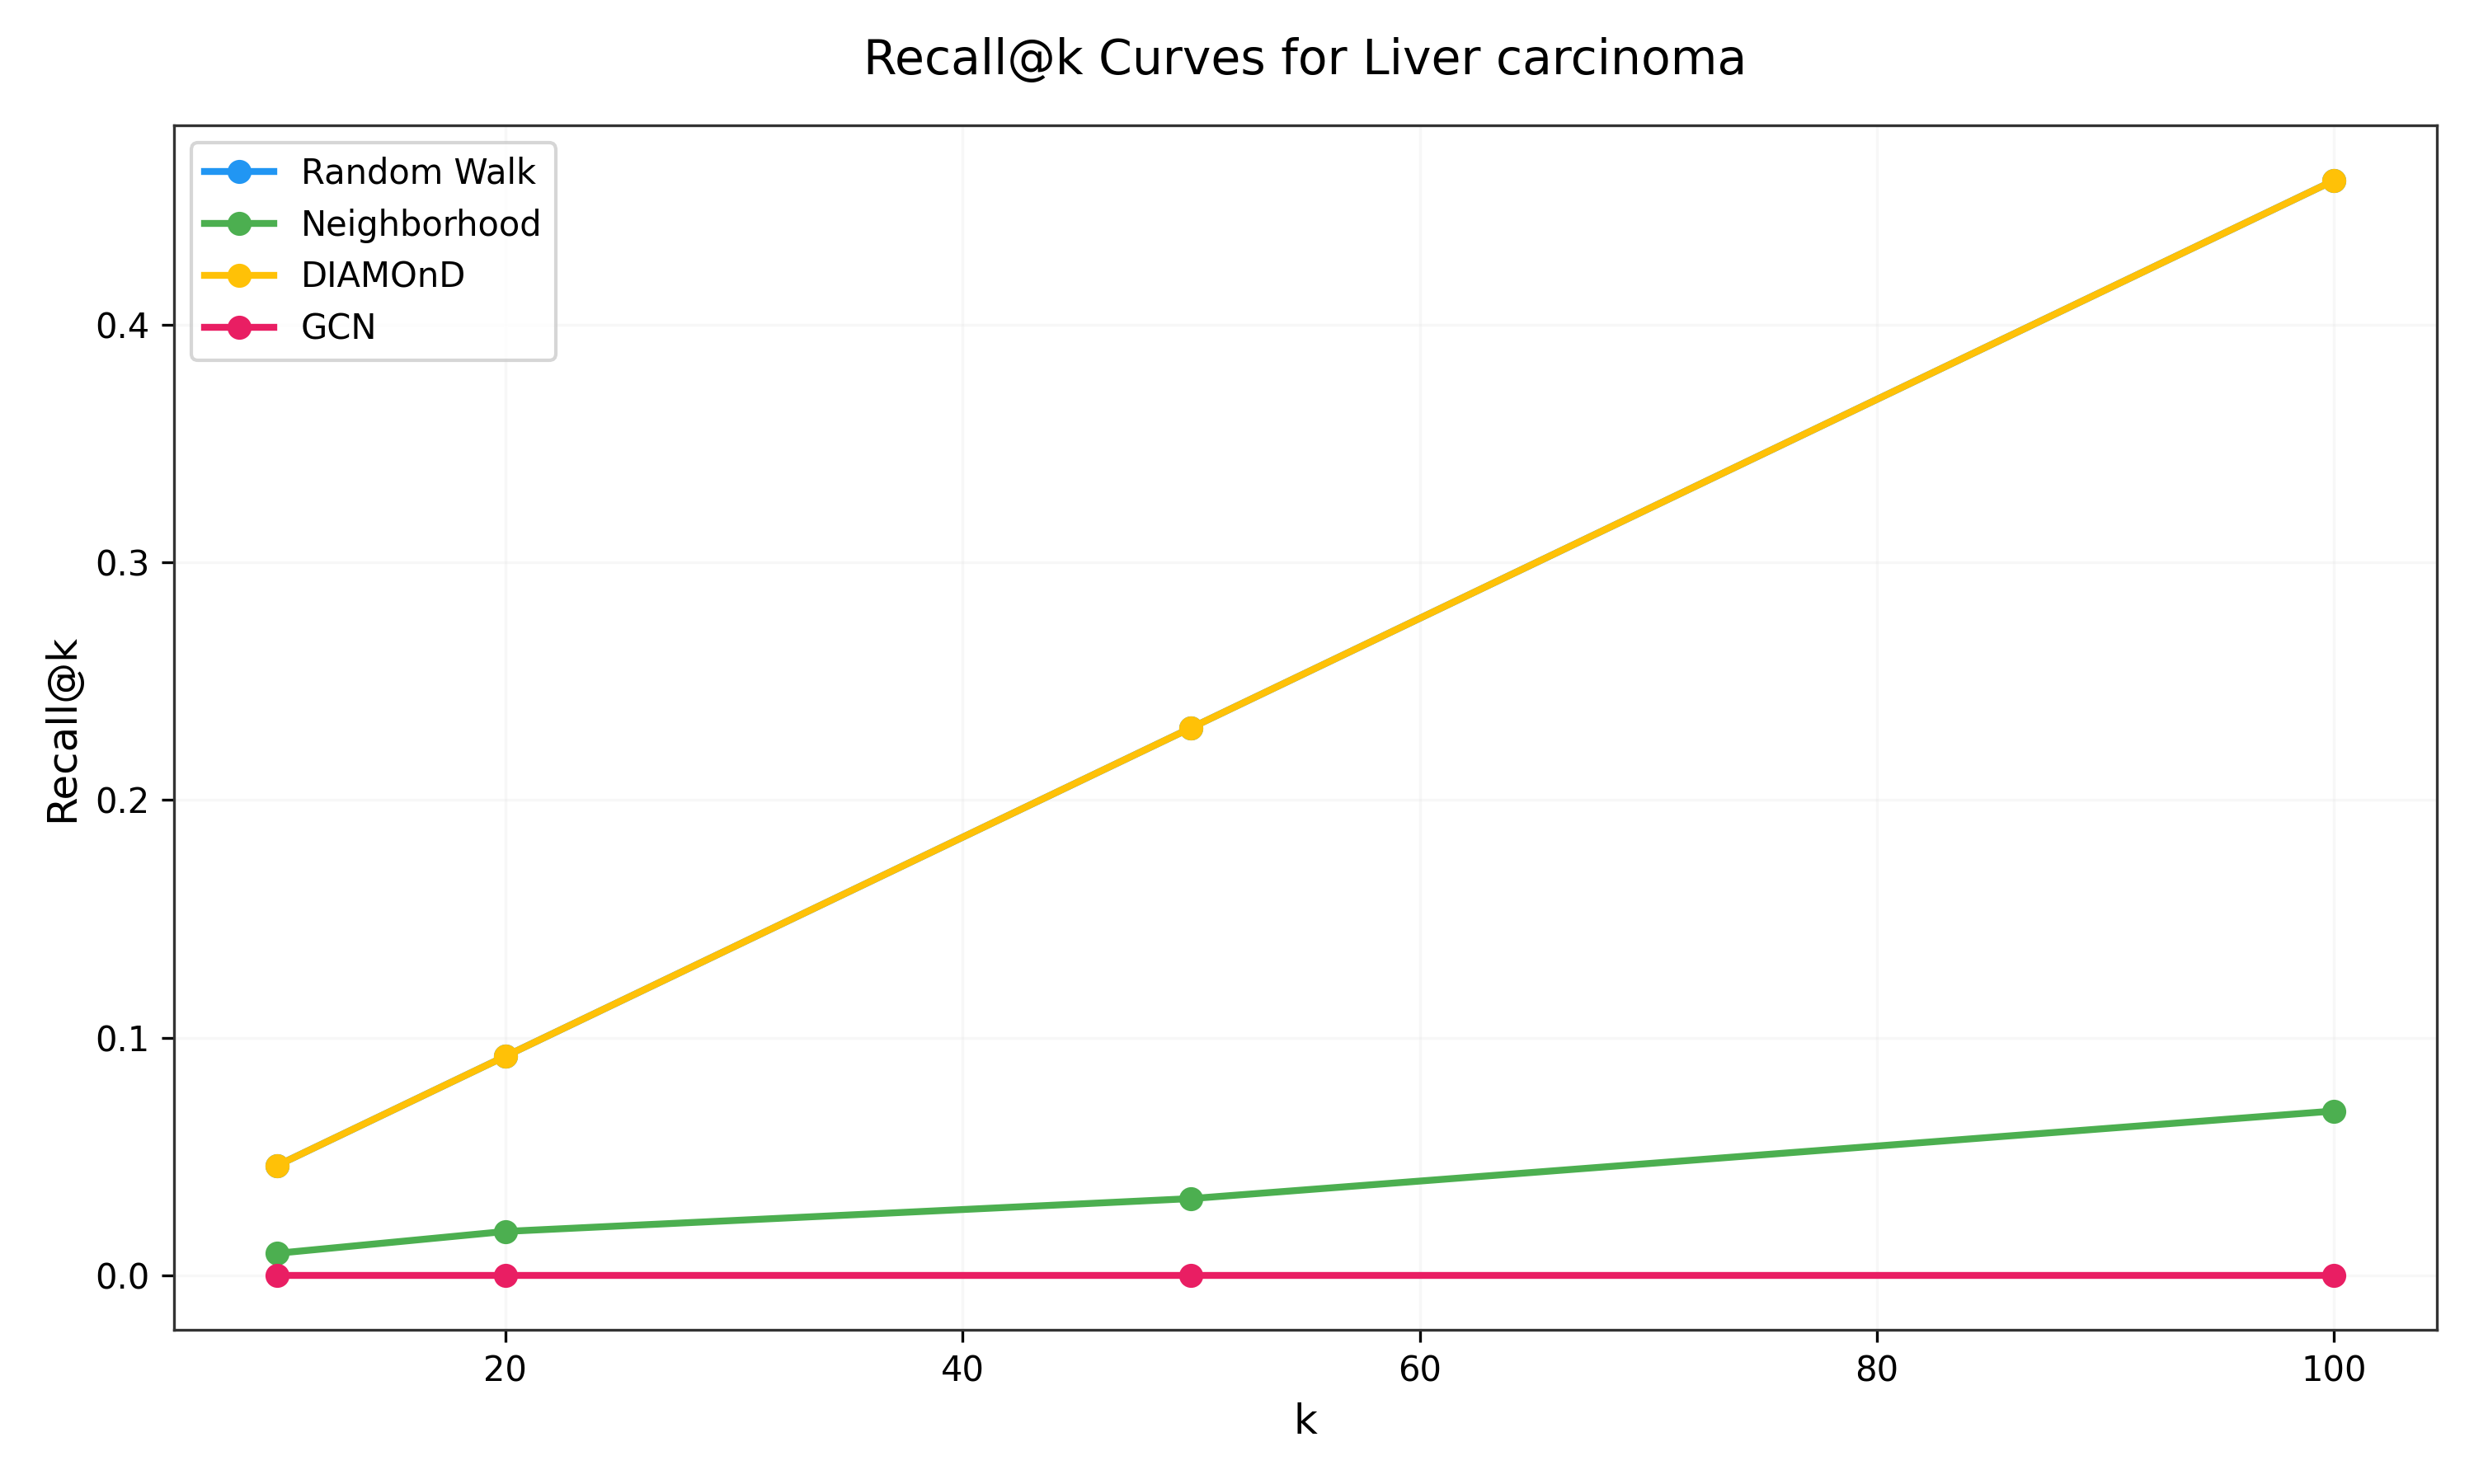 Recall@k Curves for Liver carcinoma
Random Walk
Neighborhood
DIAMOnD
GCN
Recall@k
0.4
0.3
0.2
0.1
0.0
20
40
60
80
100
k